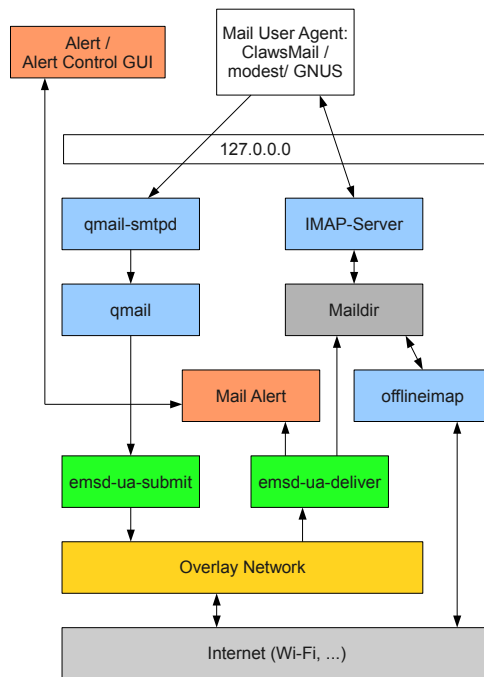 Alert /
Alert Control GUI
Mail User Agent:
ClawsMail /
modest/ GNUS
127.0.0.0
qmail-smtpd
IMAP-Server
qmail
Maildir
Mail Alert
offlineimap
emsd-ua-submit
emsd-ua-deliver
Overlay Network
Internet (Wi-Fi, ...)